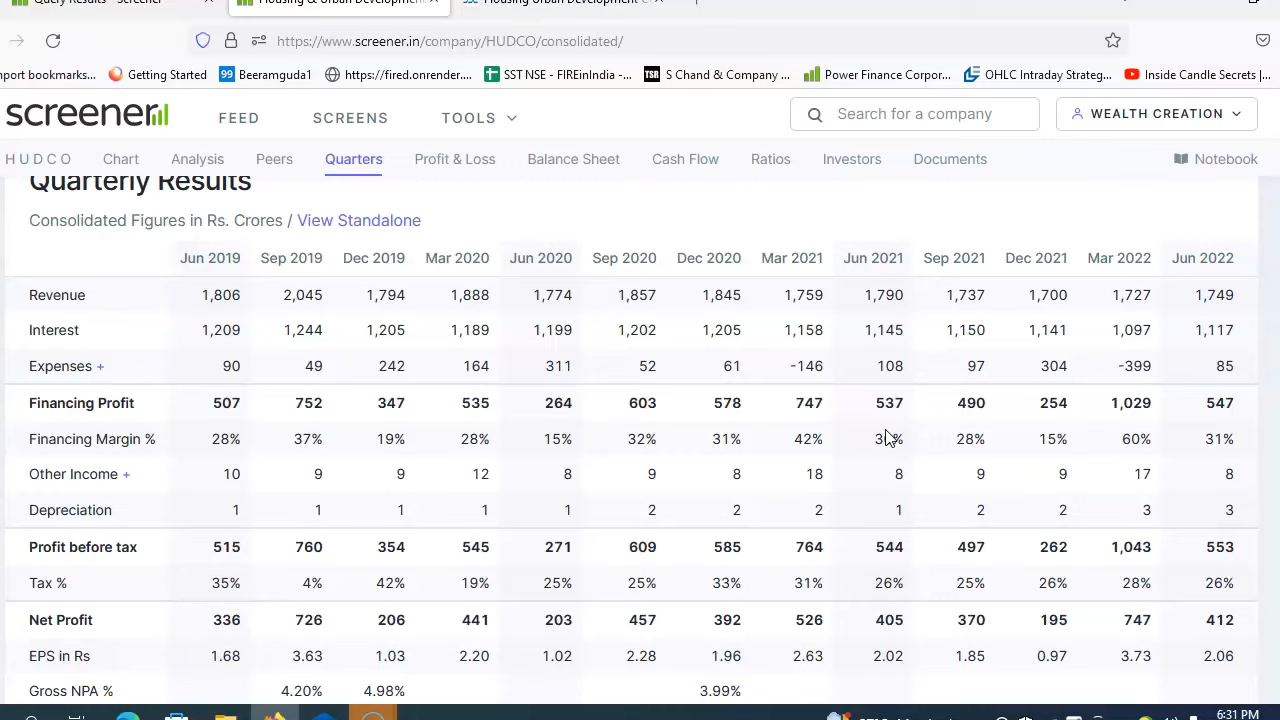 Query Results - Screener
Housing & Urban Development
Housing Urban Development C
https://www.screener.in/company/HUDCO/consolidated/
mport bookmarks... Getting Started 99 Beeramguda1 https://fired.onrender.... SST NSE - FIREinIndia -... TSR S Chand & Company ... Power Finance Corpor... OHLC Intraday Strateg... Inside Candle Secrets |...
screener FEED SCREENS TOOLS Search for a company WEALTH CREATION
H U D C O Chart Analysis Peers Quarters Profit & Loss Balance Sheet Cash Flow Ratios Investors Documents Notebook
Quarterly Results
Consolidated Figures in Rs. Crores / View Standalone
Jun 2019 Sep 2019 Dec 2019 Mar 2020 Jun 2020 Sep 2020 Dec 2020 Mar 2021 Jun 2021 Sep 2021 Dec 2021 Mar 2022 Jun 2022
Revenue 1,806 2,045 1,794 1,888 1,774 1,857 1,845 1,759 1,790 1,737 1,700 1,727 1,749
Interest 1,209 1,244 1,205 1,189 1,199 1,202 1,205 1,158 1,145 1,150 1,141 1,097 1,117
Expenses + 90 49 242 164 311 52 61 -146 108 97 304 -399 85
Financing Profit 507 752 347 535 264 603 578 747 537 490 254 1,029 547
Financing Margin % 28% 37% 19% 28% 15% 32% 31% 42% 28% 15% 60% 31%
Other Income + 10 9 9 12 8 9 8 18 8 9 9 17 8
Depreciation 1 1 1 1 1 2 2 2 1 2 2 3 3
Profit before tax 515 760 354 545 271 609 585 764 544 497 262 1,043 553
Tax % 35% 4% 42% 19% 25% 25% 33% 31% 26% 25% 26% 28% 26%
Net Profit 336 726 206 441 203 457 392 526 405 370 195 747 412
EPS in Rs 1.68 3.63 1.03 2.20 1.02 2.28 1.96 2.63 2.02 1.85 0.97 3.73 2.06
Gross NPA % 4.20% 4.98% 3.99%
6:31 PM